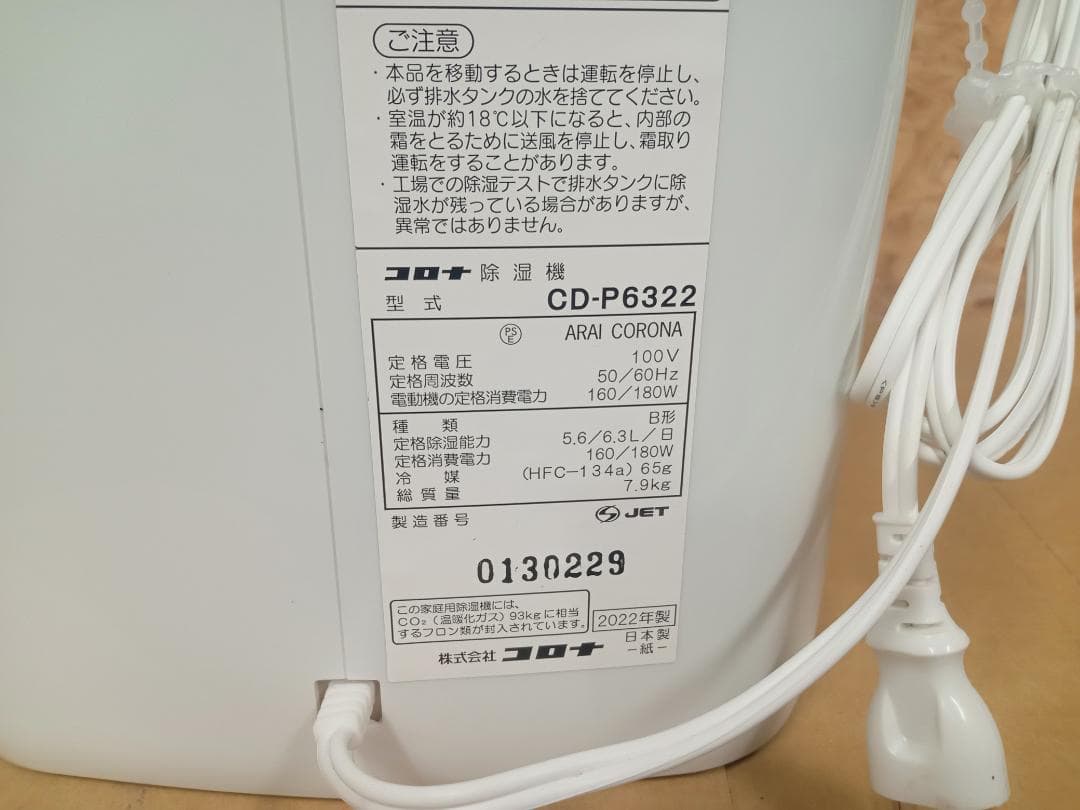 ご注意
・本品を移動するときは運転を停止し、
必ず排水タンクの水を捨ててください。
・室温が約18℃以下になると、内部の
霜をとるために送風を停止し、霜取り
運転をすることがあります。
・工場での除湿テストで排水タンクに除
湿水が残っている場合がありますが、
異常ではありません。
コロナ 除湿機
型式 CD-P6322
PSE ARAI CORONA
定格電圧 100V
定格周波数 50/60Hz
電動機の定格消費電力 160/180W
種類 B形
定格除湿能力 5.6/6.3L/日
定格消費電力 160/180W
冷媒 (HFC-134a) 65g
総質量 7.9kg
製造番号 JET
0130229
この家庭用除湿機には、
CO₂（温暖化ガス）93kgに相当
するフロン類が封入されています。
2022年製
日本製
株式会社 コロナ -紙-